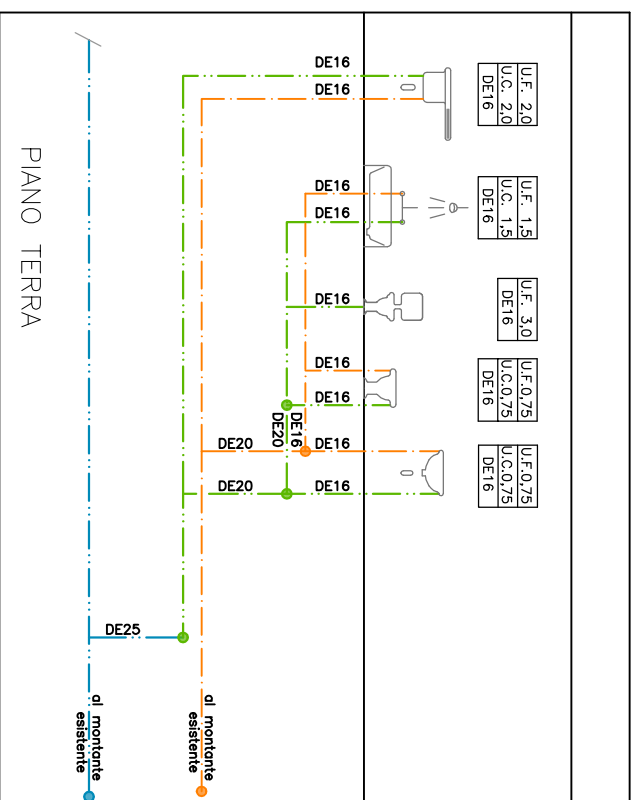 DE16
DE16
U.F. 2,0
U.C. 2,0
DE16
DE16
DE16
U.F. 1,5
U.C. 1,5
DE16
PIANO TERRA
DE16
U.F. 3,0
DE16
DE16
DE16
U.F.0,75
U.C.0,75
DE16
DE16
DE20
DE20
DE16
DE20
DE16
U.F.0,75
U.C.0,75
DE16
DE25
al montante
esistente
al montante
esistente